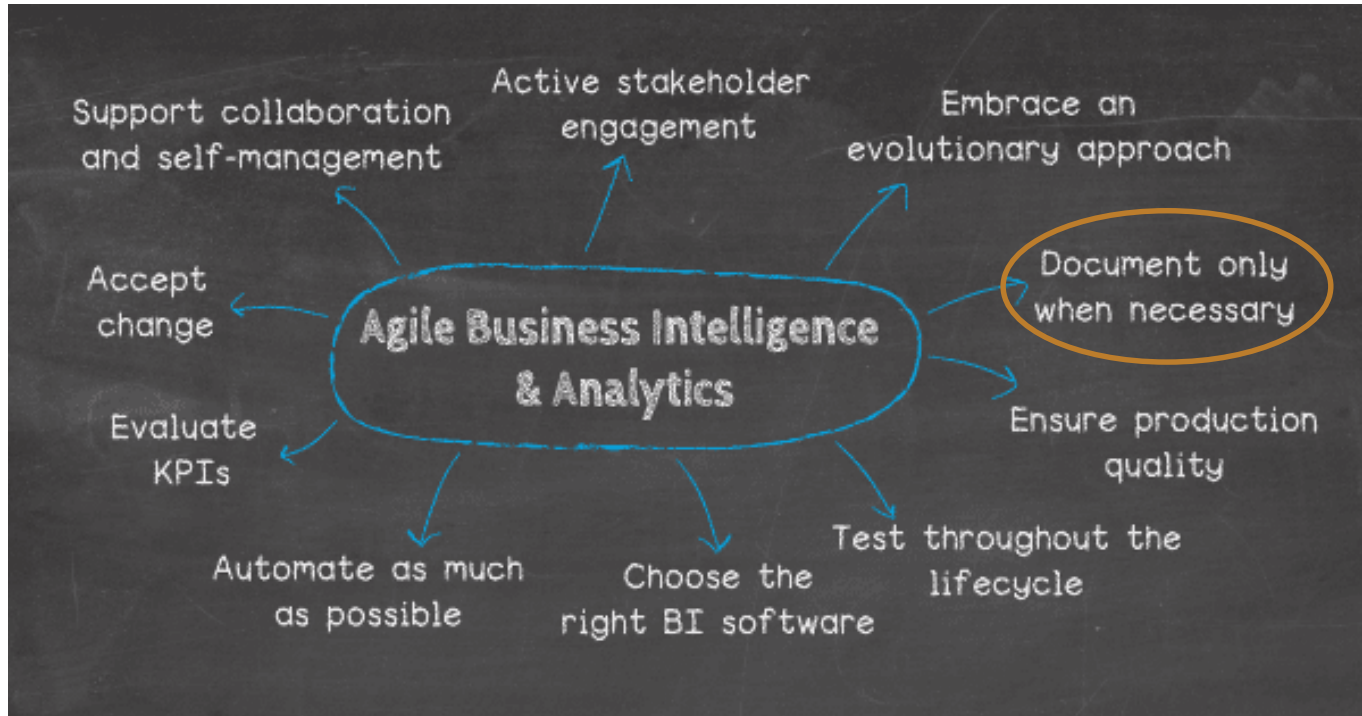 Agile Business Intelligence
& Analytics
Support collaboration
and self-management
Active stakeholder
engagement
Embrace an
evolutionary approach
Document only
when necessary
Ensure production
quality
Test throughout the
lifecycle
Choose the
right BI software
Automate as much
as possible
Evaluate
KPIs
Accept
change